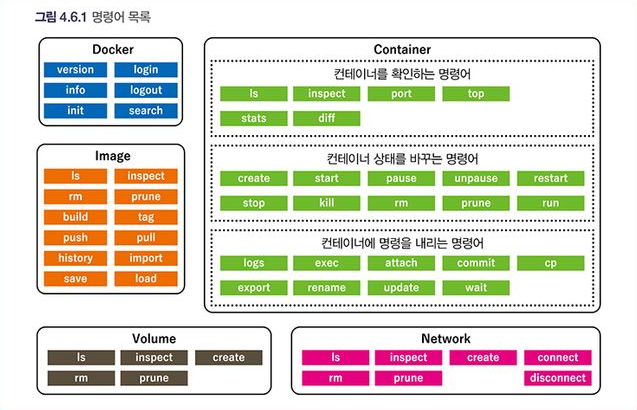 그림 4.6.1 명령어 목록
Docker
version login
info logout
init search
Image
ls inspect
rm prune
build tag
push pull
history import
save load
Container
컨테이너를 확인하는 명령어
ls inspect port top
stats diff
컨테이너 상태를 바꾸는 명령어
create start pause unpause restart
stop kill rm prune run
컨테이너에 명령을 내리는 명령어
logs exec attach commit cp
export rename update wait
Volume
ls inspect create
rm prune
Network
ls inspect create connect
rm prune disconnect